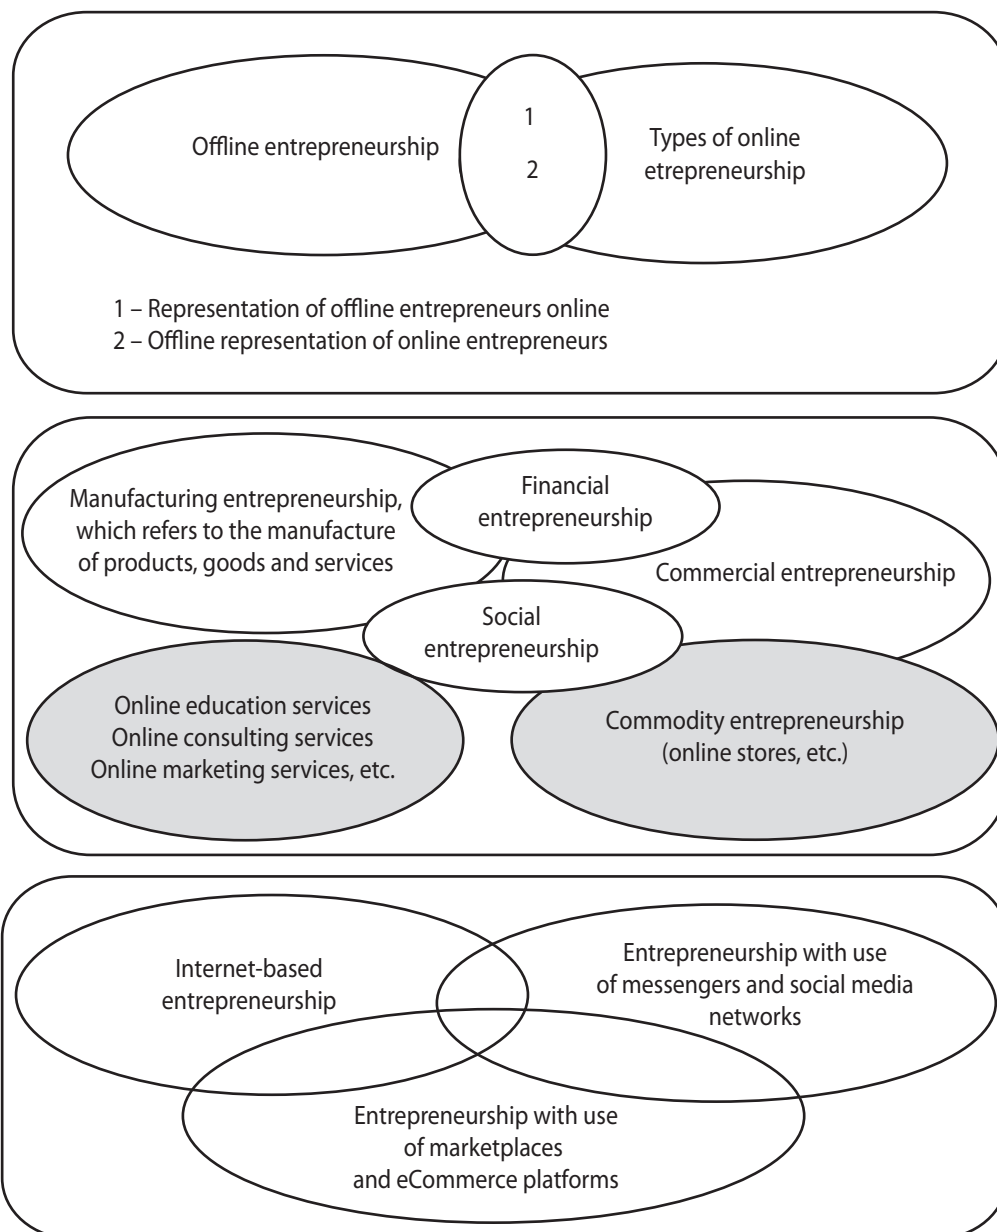 Offline entrepreneurship
1
2
Types of online
etrepreneurship
1 – Representation of offline entrepreneurs online
2 – Offline representation of online entrepreneurs
Manufacturing entrepreneurship,
which refers to the manufacture
of products, goods and services
Financial
entrepreneurship
Commercial entrepreneurship
Social
entrepreneurship
Online education services
Online consulting services
Online marketing services, etc.
Commodity entrepreneurship
(online stores, etc.)
Internet-based
entrepreneurship
Entrepreneurship with use
of messengers and social media
networks
Entrepreneurship with use
of marketplaces
and eCommerce platforms